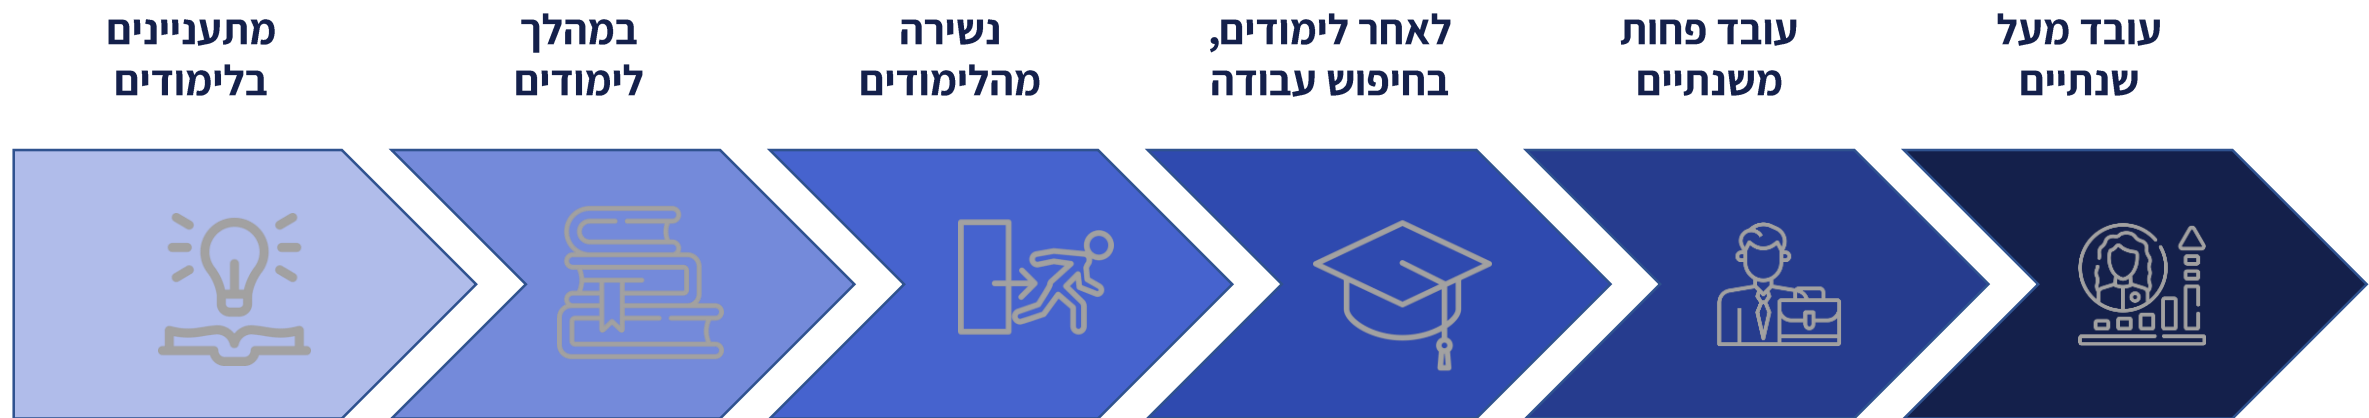 מתעניינים
בלימודים
במהלך
לימודים
נשירה
מהלימודים
לאחר לימודים,
בחיפוש עבודה
עובד פחות
משנתיים
עובד מעל
שנתיים